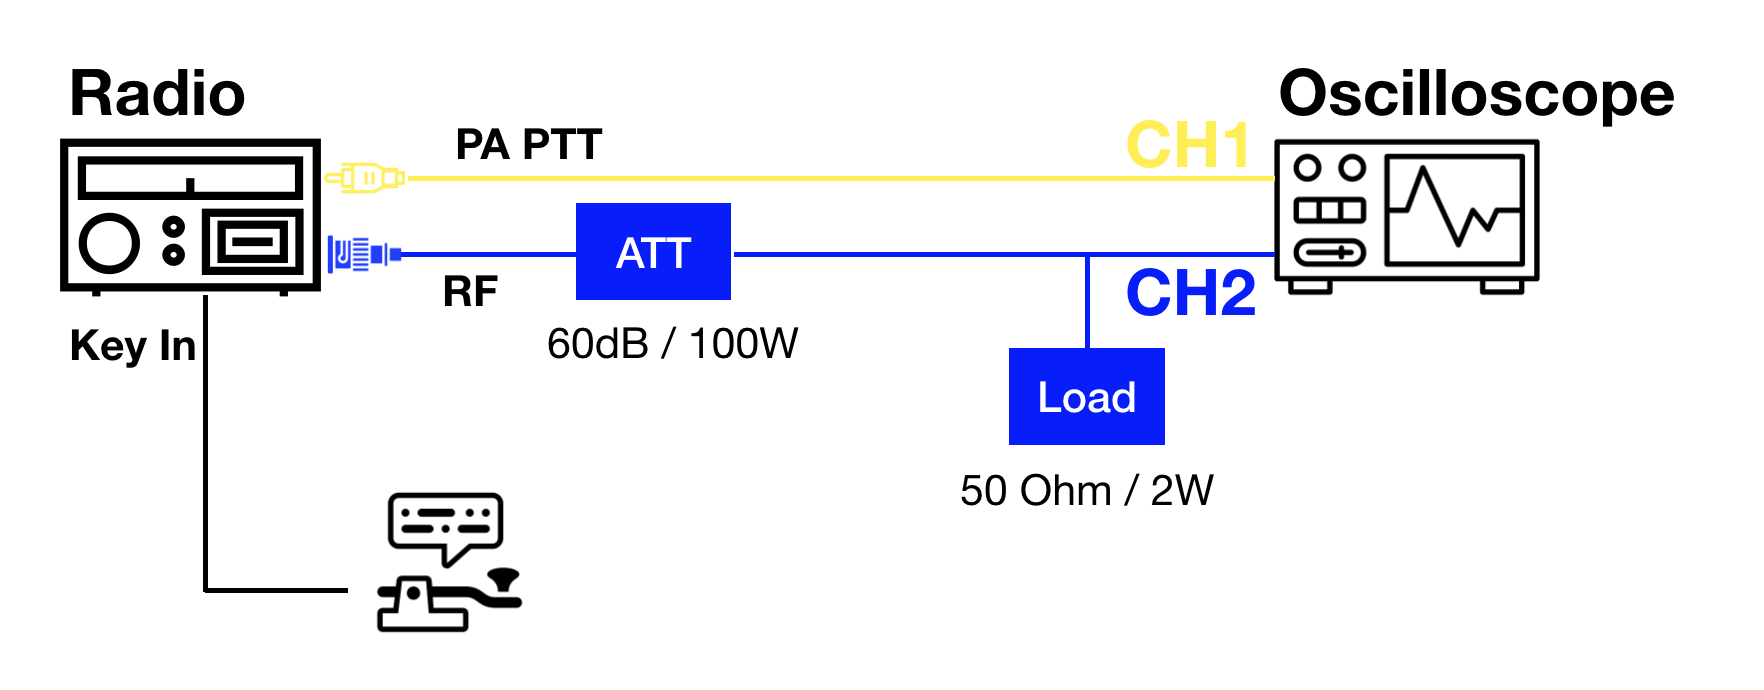 Radio
Oscilloscope
PA PTT
CH1
ATT
RF
CH2
60dB / 100W
Key In
Load
50 Ohm / 2W